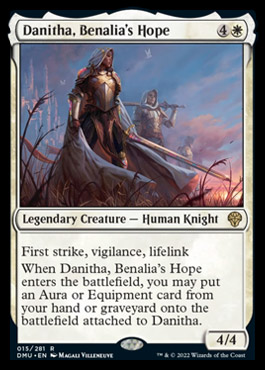 Danitha, Benalia's Hope 4
Legendary Creature — Human Knight
First strike, vigilance, lifelink
When Danitha, Benalia's Hope
enters the battlefield, you may put
an Aura or Equipment card from
your hand or graveyard onto the
battlefield attached to Danitha.
4/4
015/281 R
DMU • EN MAGALI VILLENEUVE
™ & © 2022 Wizards of the Coast